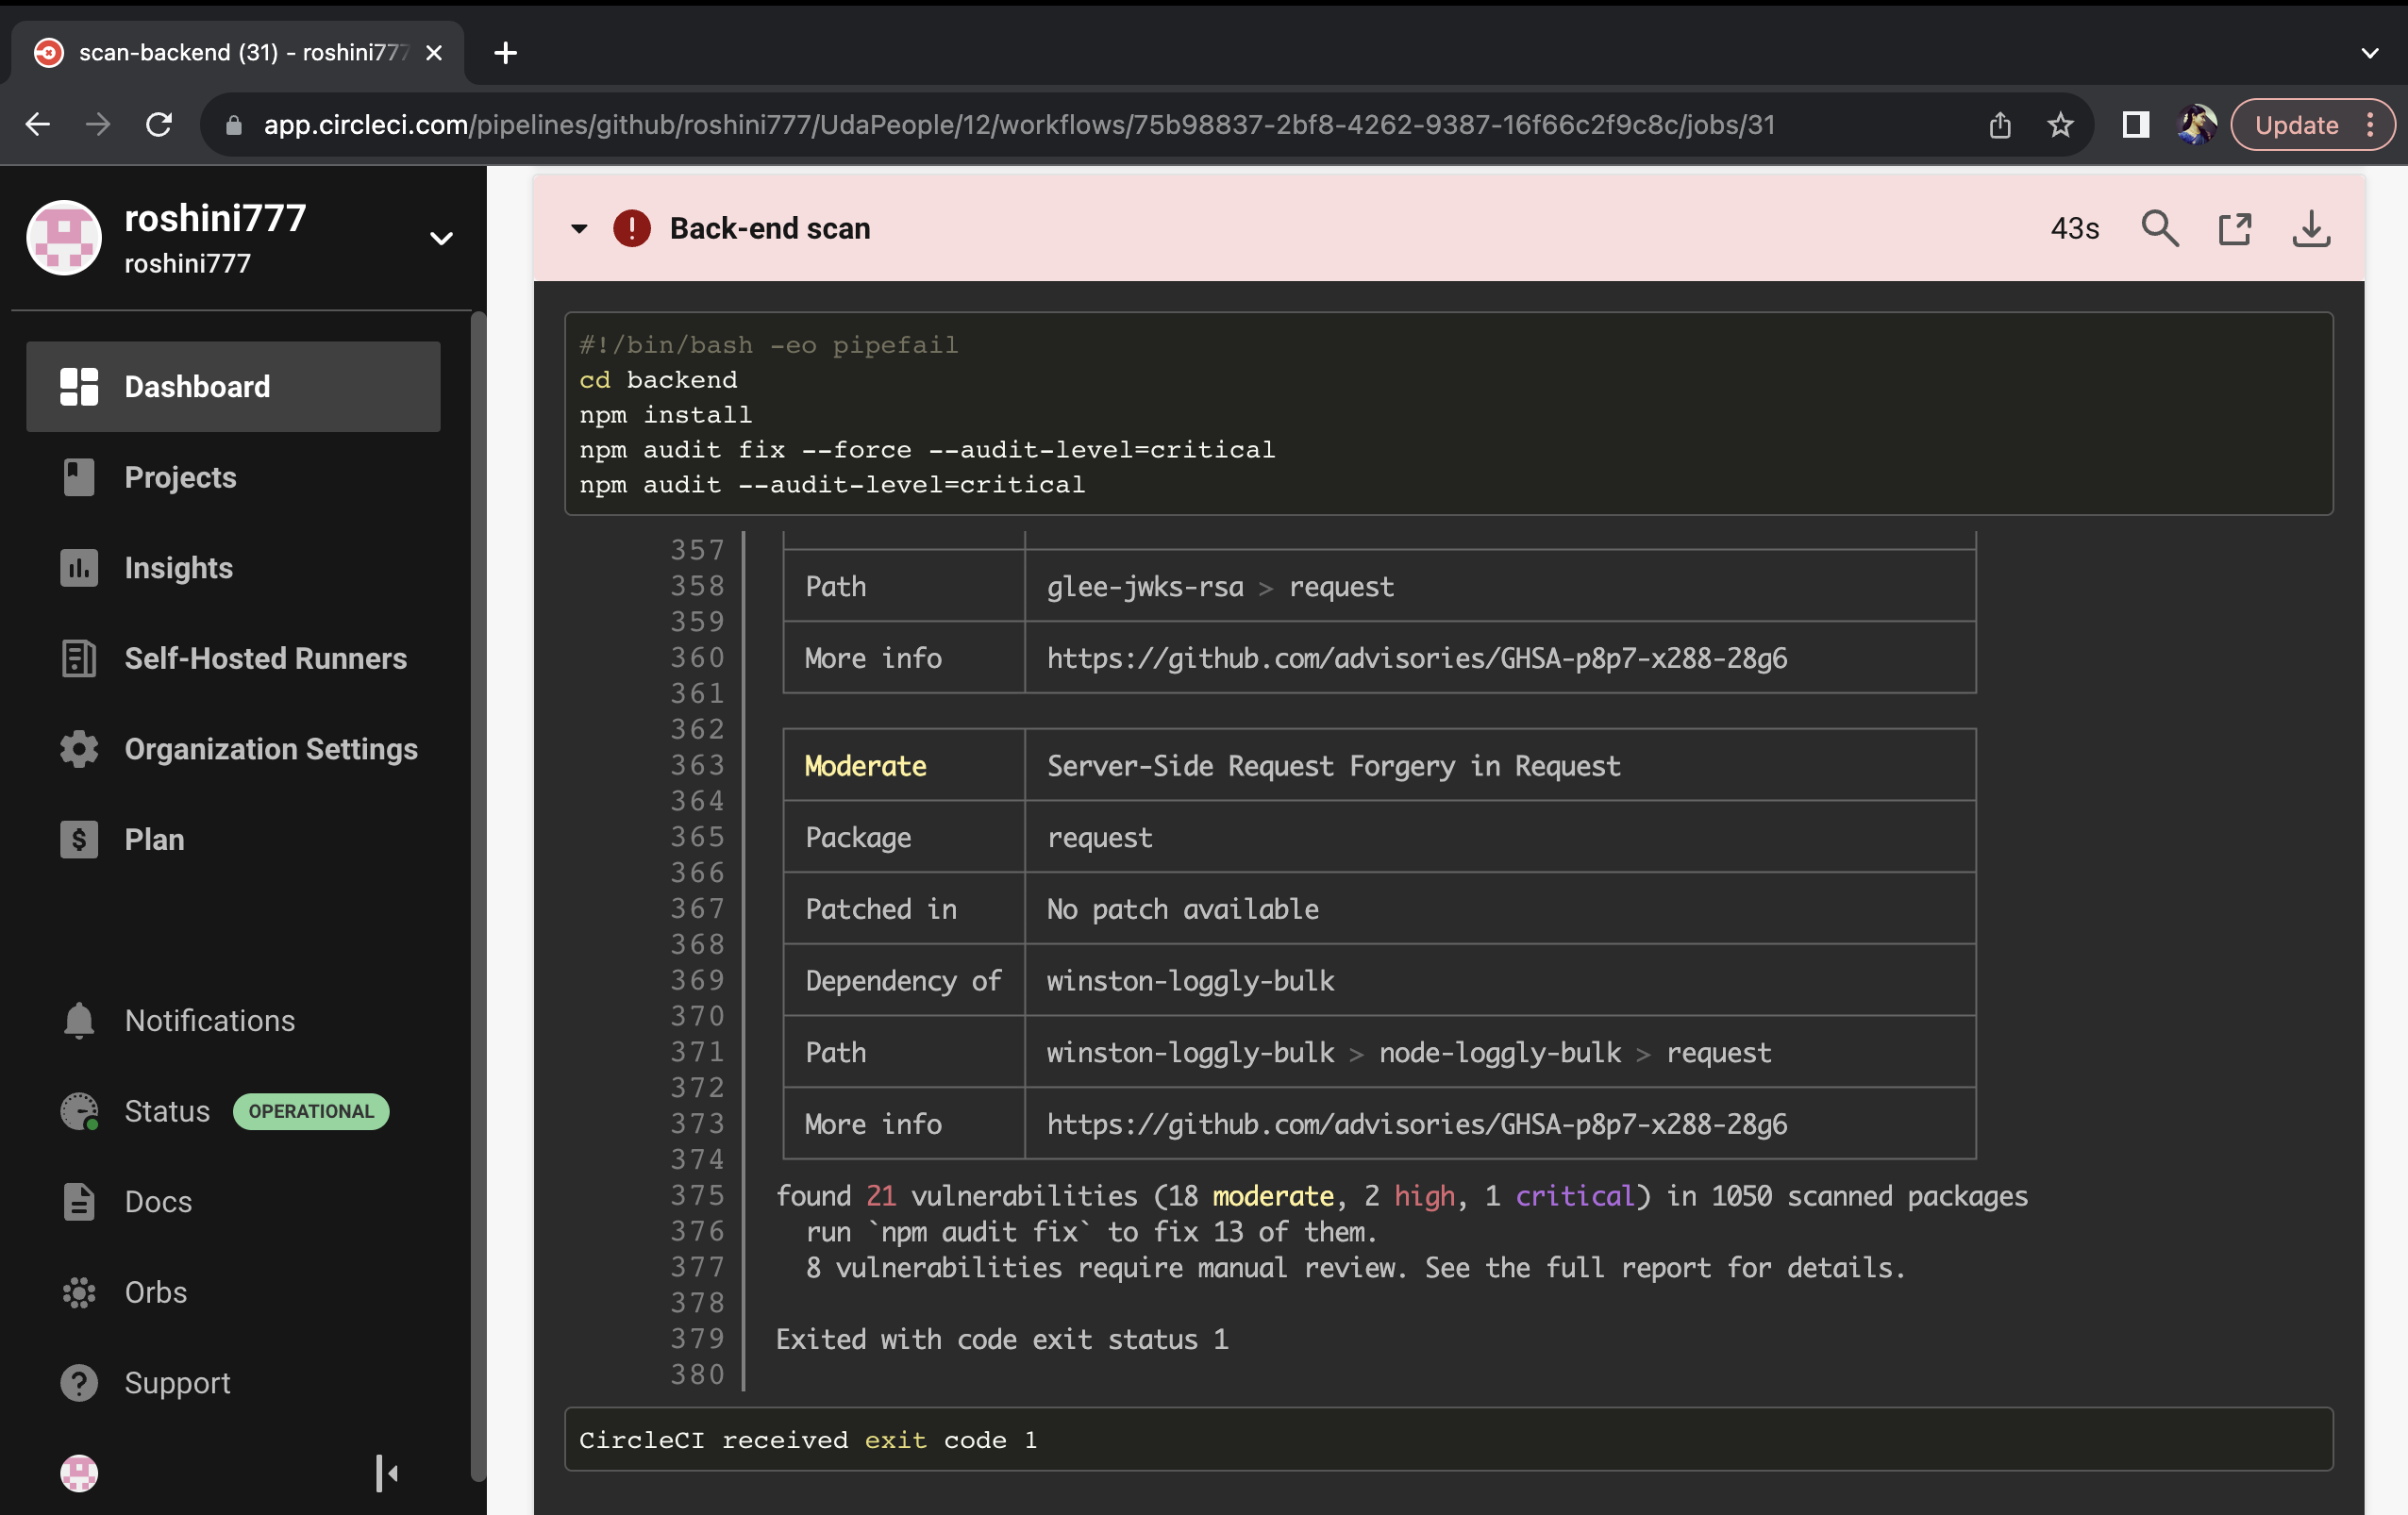 scan-backend (31) - roshini777
app.circleci.com/pipelines/github/roshini777/UdaPeople/12/workflows/75b98837-2bf8-4262-9387-16f66c2f9c8c/jobs/31
Update
roshini777
roshini777
Dashboard
Projects
Insights
Self-Hosted Runners
Organization Settings
Plan
Notifications
Status OPERATIONAL
Docs
Orbs
Support
Back-end scan
43s
#!/bin/bash -eo pipefail
cd backend
npm install
npm audit fix --force --audit-level=critical
npm audit --audit-level=critical
357
358 Path glee-jwks-rsa > request
359
360 More info https://github.com/advisories/GHSA-p8p7-x288-28g6
361
362
363 Moderate Server-Side Request Forgery in Request
364
365 Package request
366
367 Patched in No patch available
368
369 Dependency of winston-loggly-bulk
370
371 Path winston-loggly-bulk > node-loggly-bulk > request
372
373 More info https://github.com/advisories/GHSA-p8p7-x288-28g6
374
375 found 21 vulnerabilities (18 moderate, 2 high, 1 critical) in 1050 scanned packages
376 run `npm audit fix` to fix 13 of them.
377 8 vulnerabilities require manual review. See the full report for details.
378
379 Exited with code exit status 1
380
CircleCI received exit code 1